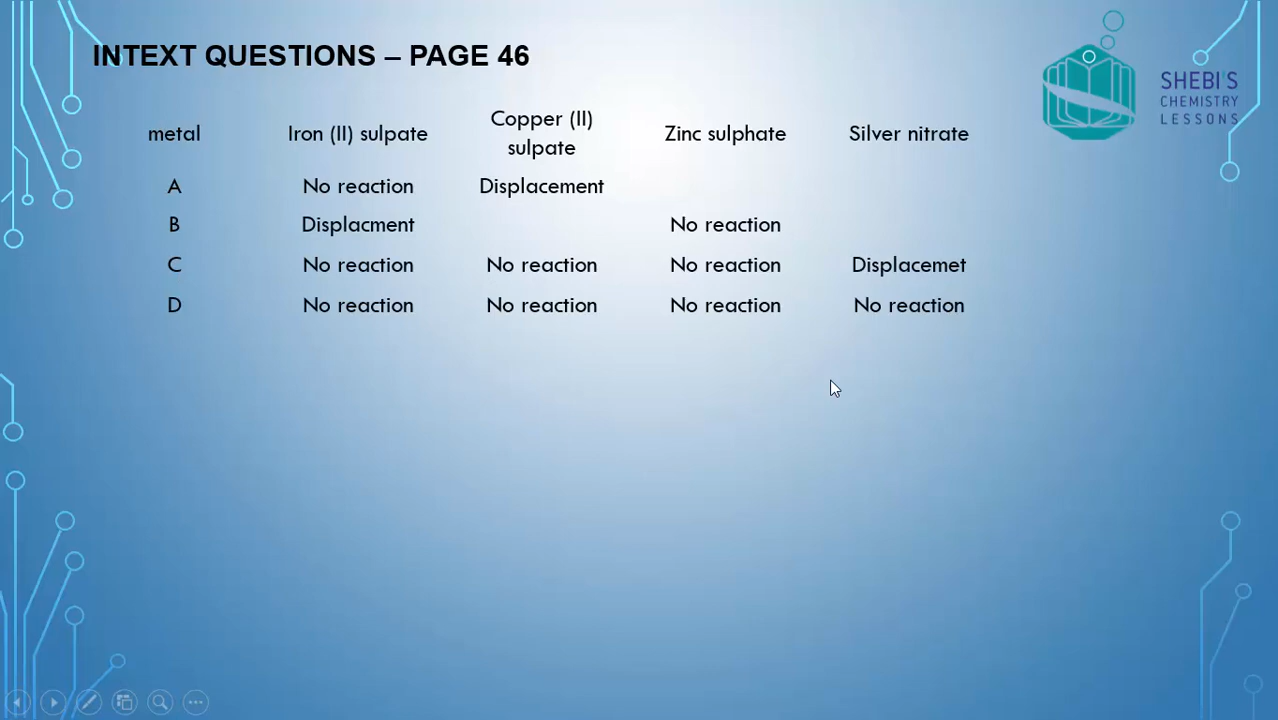 INTEXT QUESTIONS – PAGE 46
SHEBI'S
CHEMISTRY
LESSONS
metal Iron (II) sulpate Copper (II) sulpate Zinc sulphate Silver nitrate
A No reaction Displacement
B Displacment No reaction
C No reaction No reaction No reaction Displacemet
D No reaction No reaction No reaction No reaction